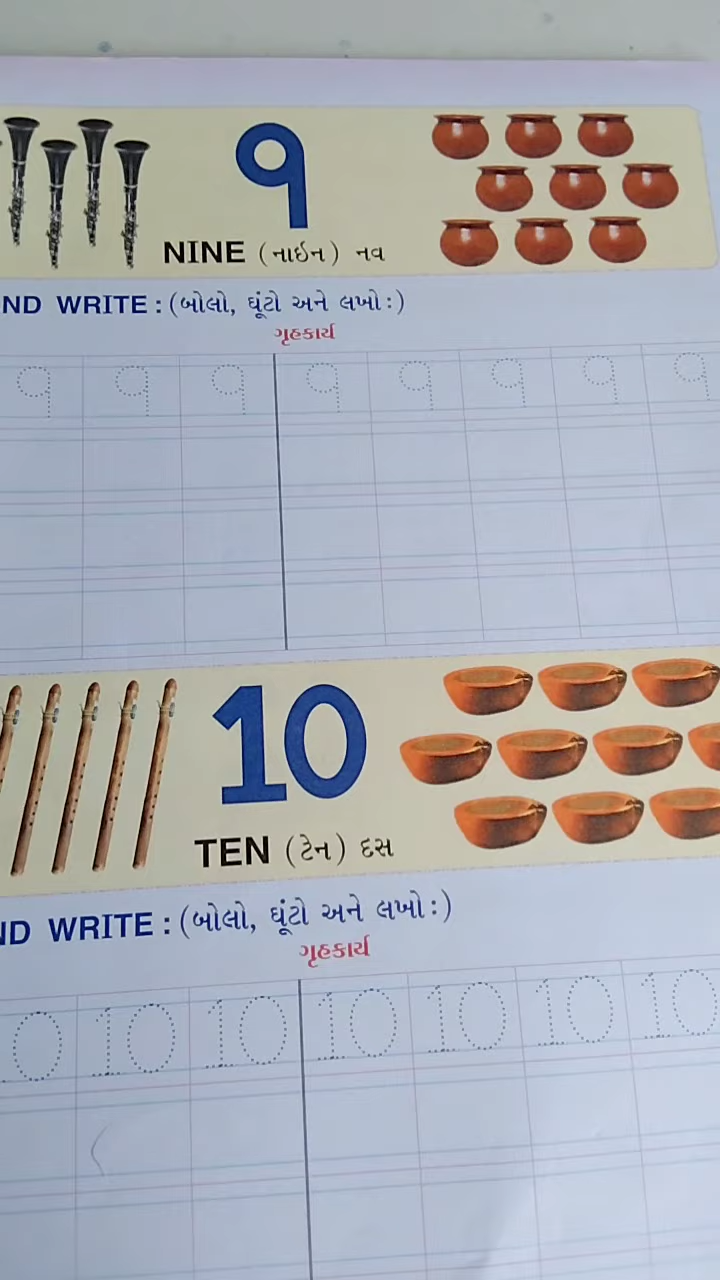 9
NINE (નાઇન) નવ
ND WRITE : (બોલો, ઘૂંટો અને લખો :)
ગૃહકાર્ય
9 9 9 9 9 9 9 9
10
TEN (ટેન) દસ
ND WRITE : (બોલો, ઘૂંટો અને લખો :)
ગૃહકાર્ય
10 10 10 10 10 10 10